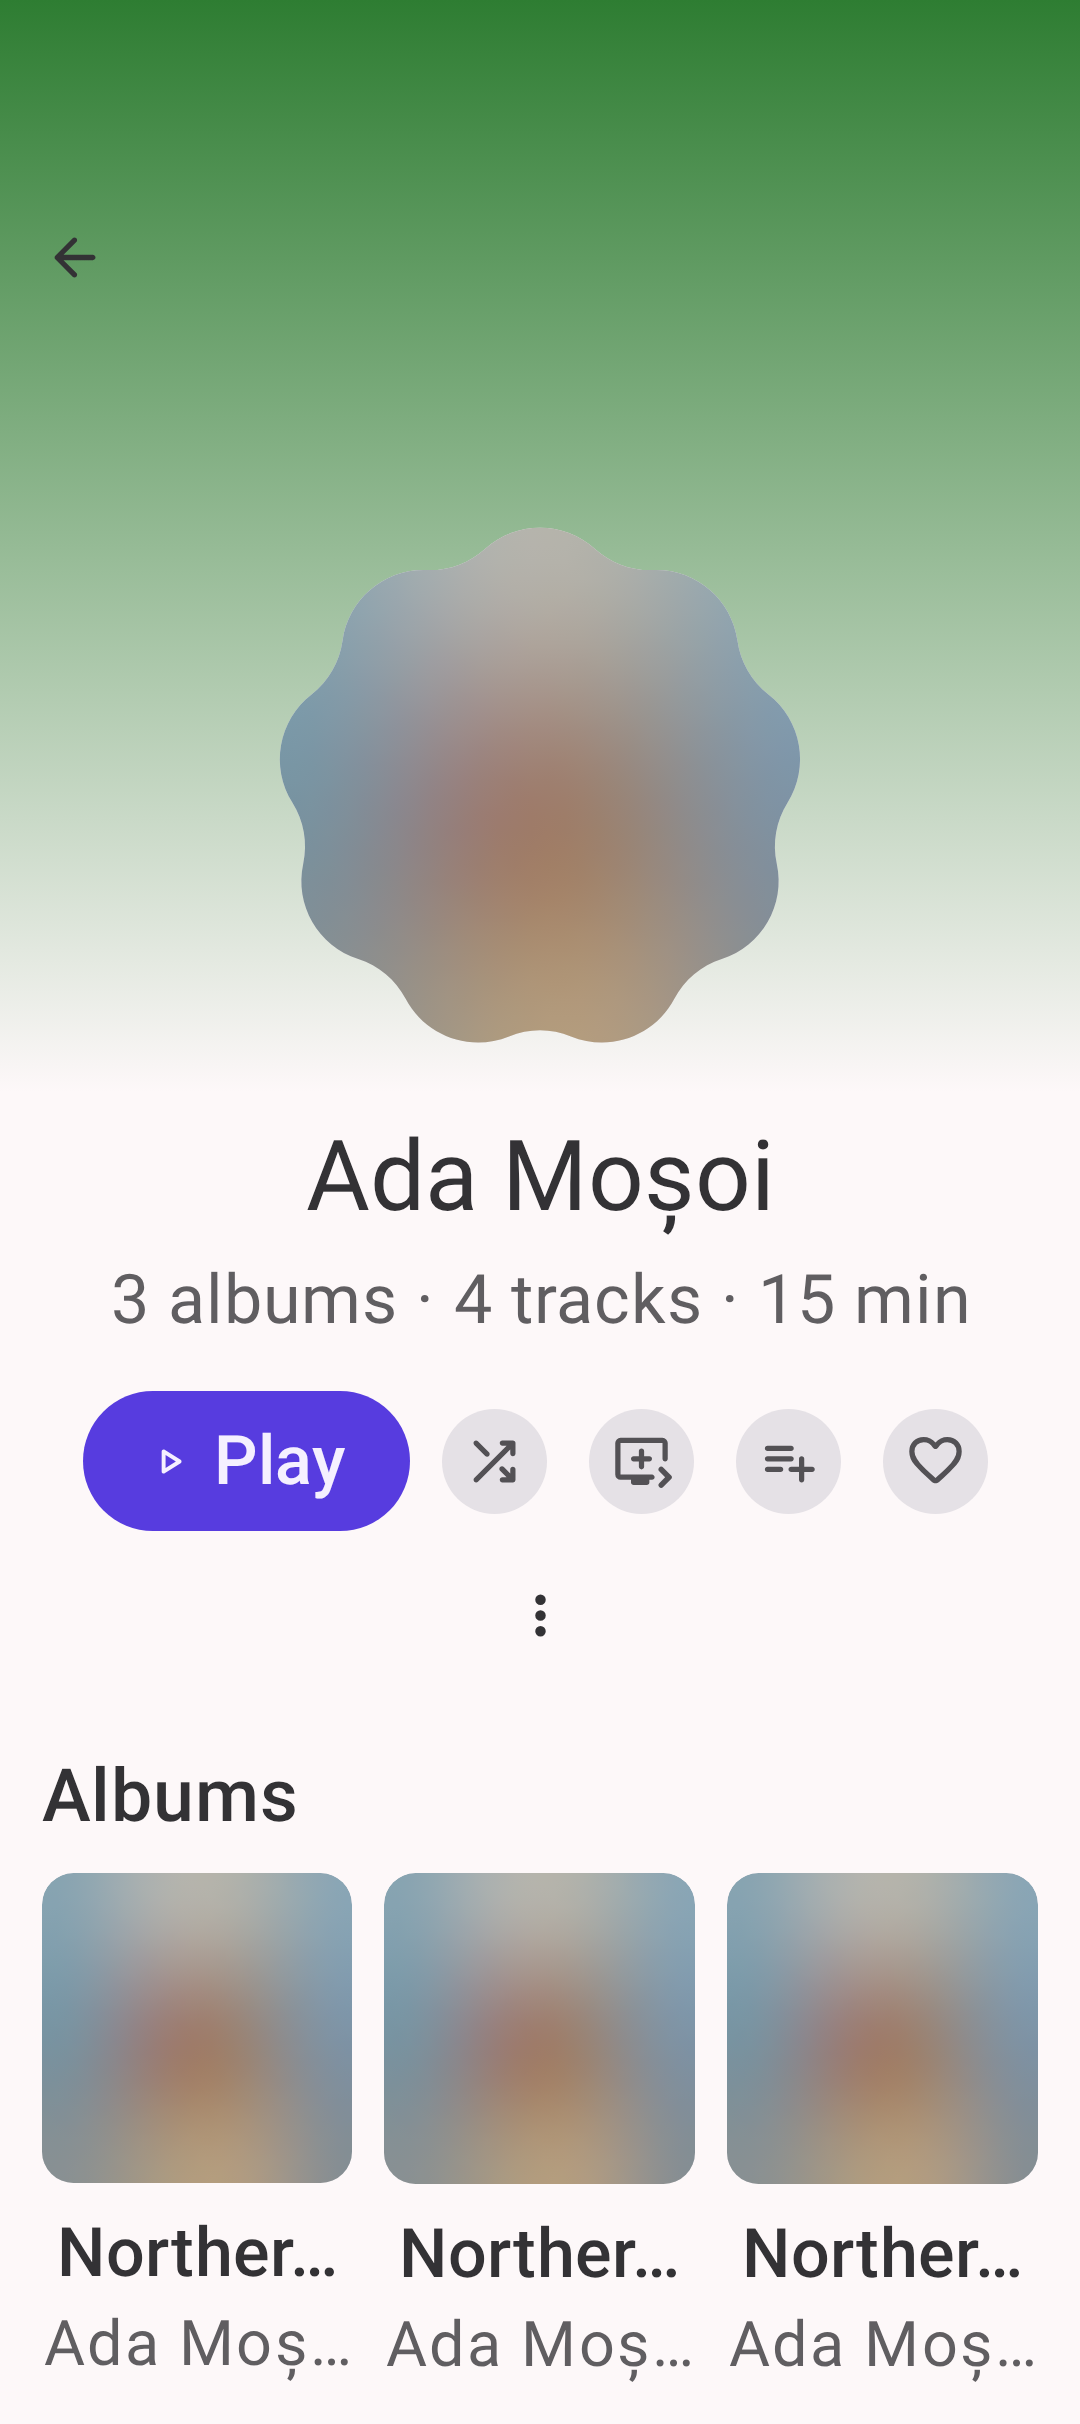 Ada Moșoi
3 albums · 4 tracks · 15 min
Play
Albums
Norther… Norther… Norther…
Ada Moș… Ada Moș… Ada Moș…